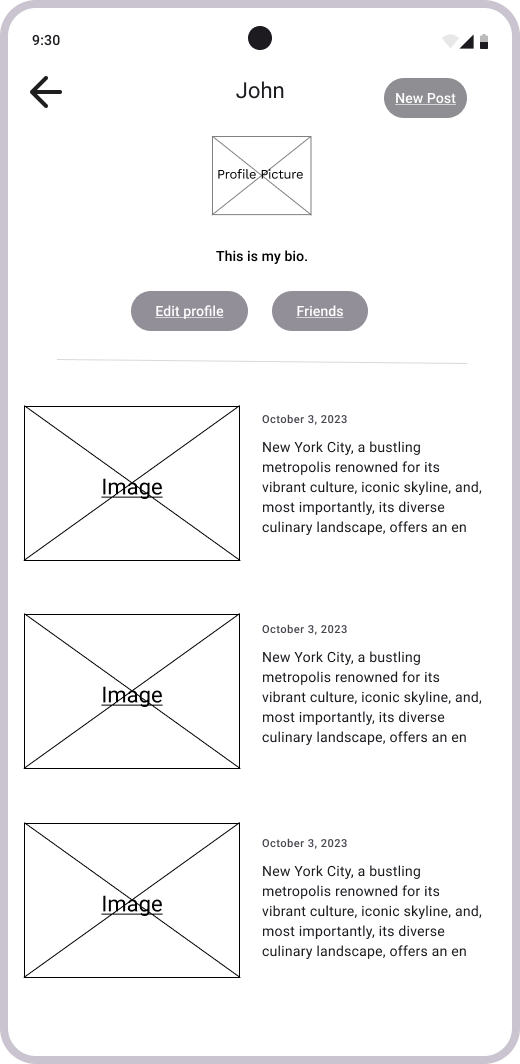 9:30
John
New Post
Profile Picture
This is my bio.
Edit profile
Friends
Image
October 3, 2023
New York City, a bustling
metropolis renowned for its
vibrant culture, iconic skyline, and,
most importantly, its diverse
culinary landscape, offers an en
Image
October 3, 2023
New York City, a bustling
metropolis renowned for its
vibrant culture, iconic skyline, and,
most importantly, its diverse
culinary landscape, offers an en
Image
October 3, 2023
New York City, a bustling
metropolis renowned for its
vibrant culture, iconic skyline, and,
most importantly, its diverse
culinary landscape, offers an en